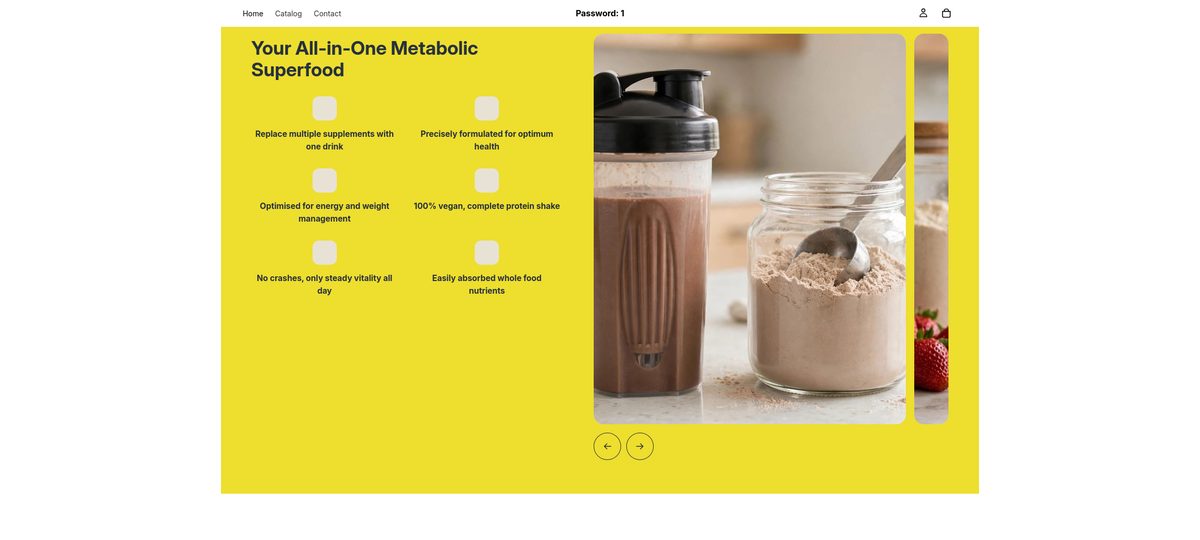 Home Catalog Contact
Password: 1
Your All-in-One Metabolic
Superfood
Replace multiple supplements with
one drink
Precisely formulated for optimum
health
Optimised for energy and weight
management
100% vegan, complete protein shake
No crashes, only steady vitality all
day
Easily absorbed whole food
nutrients